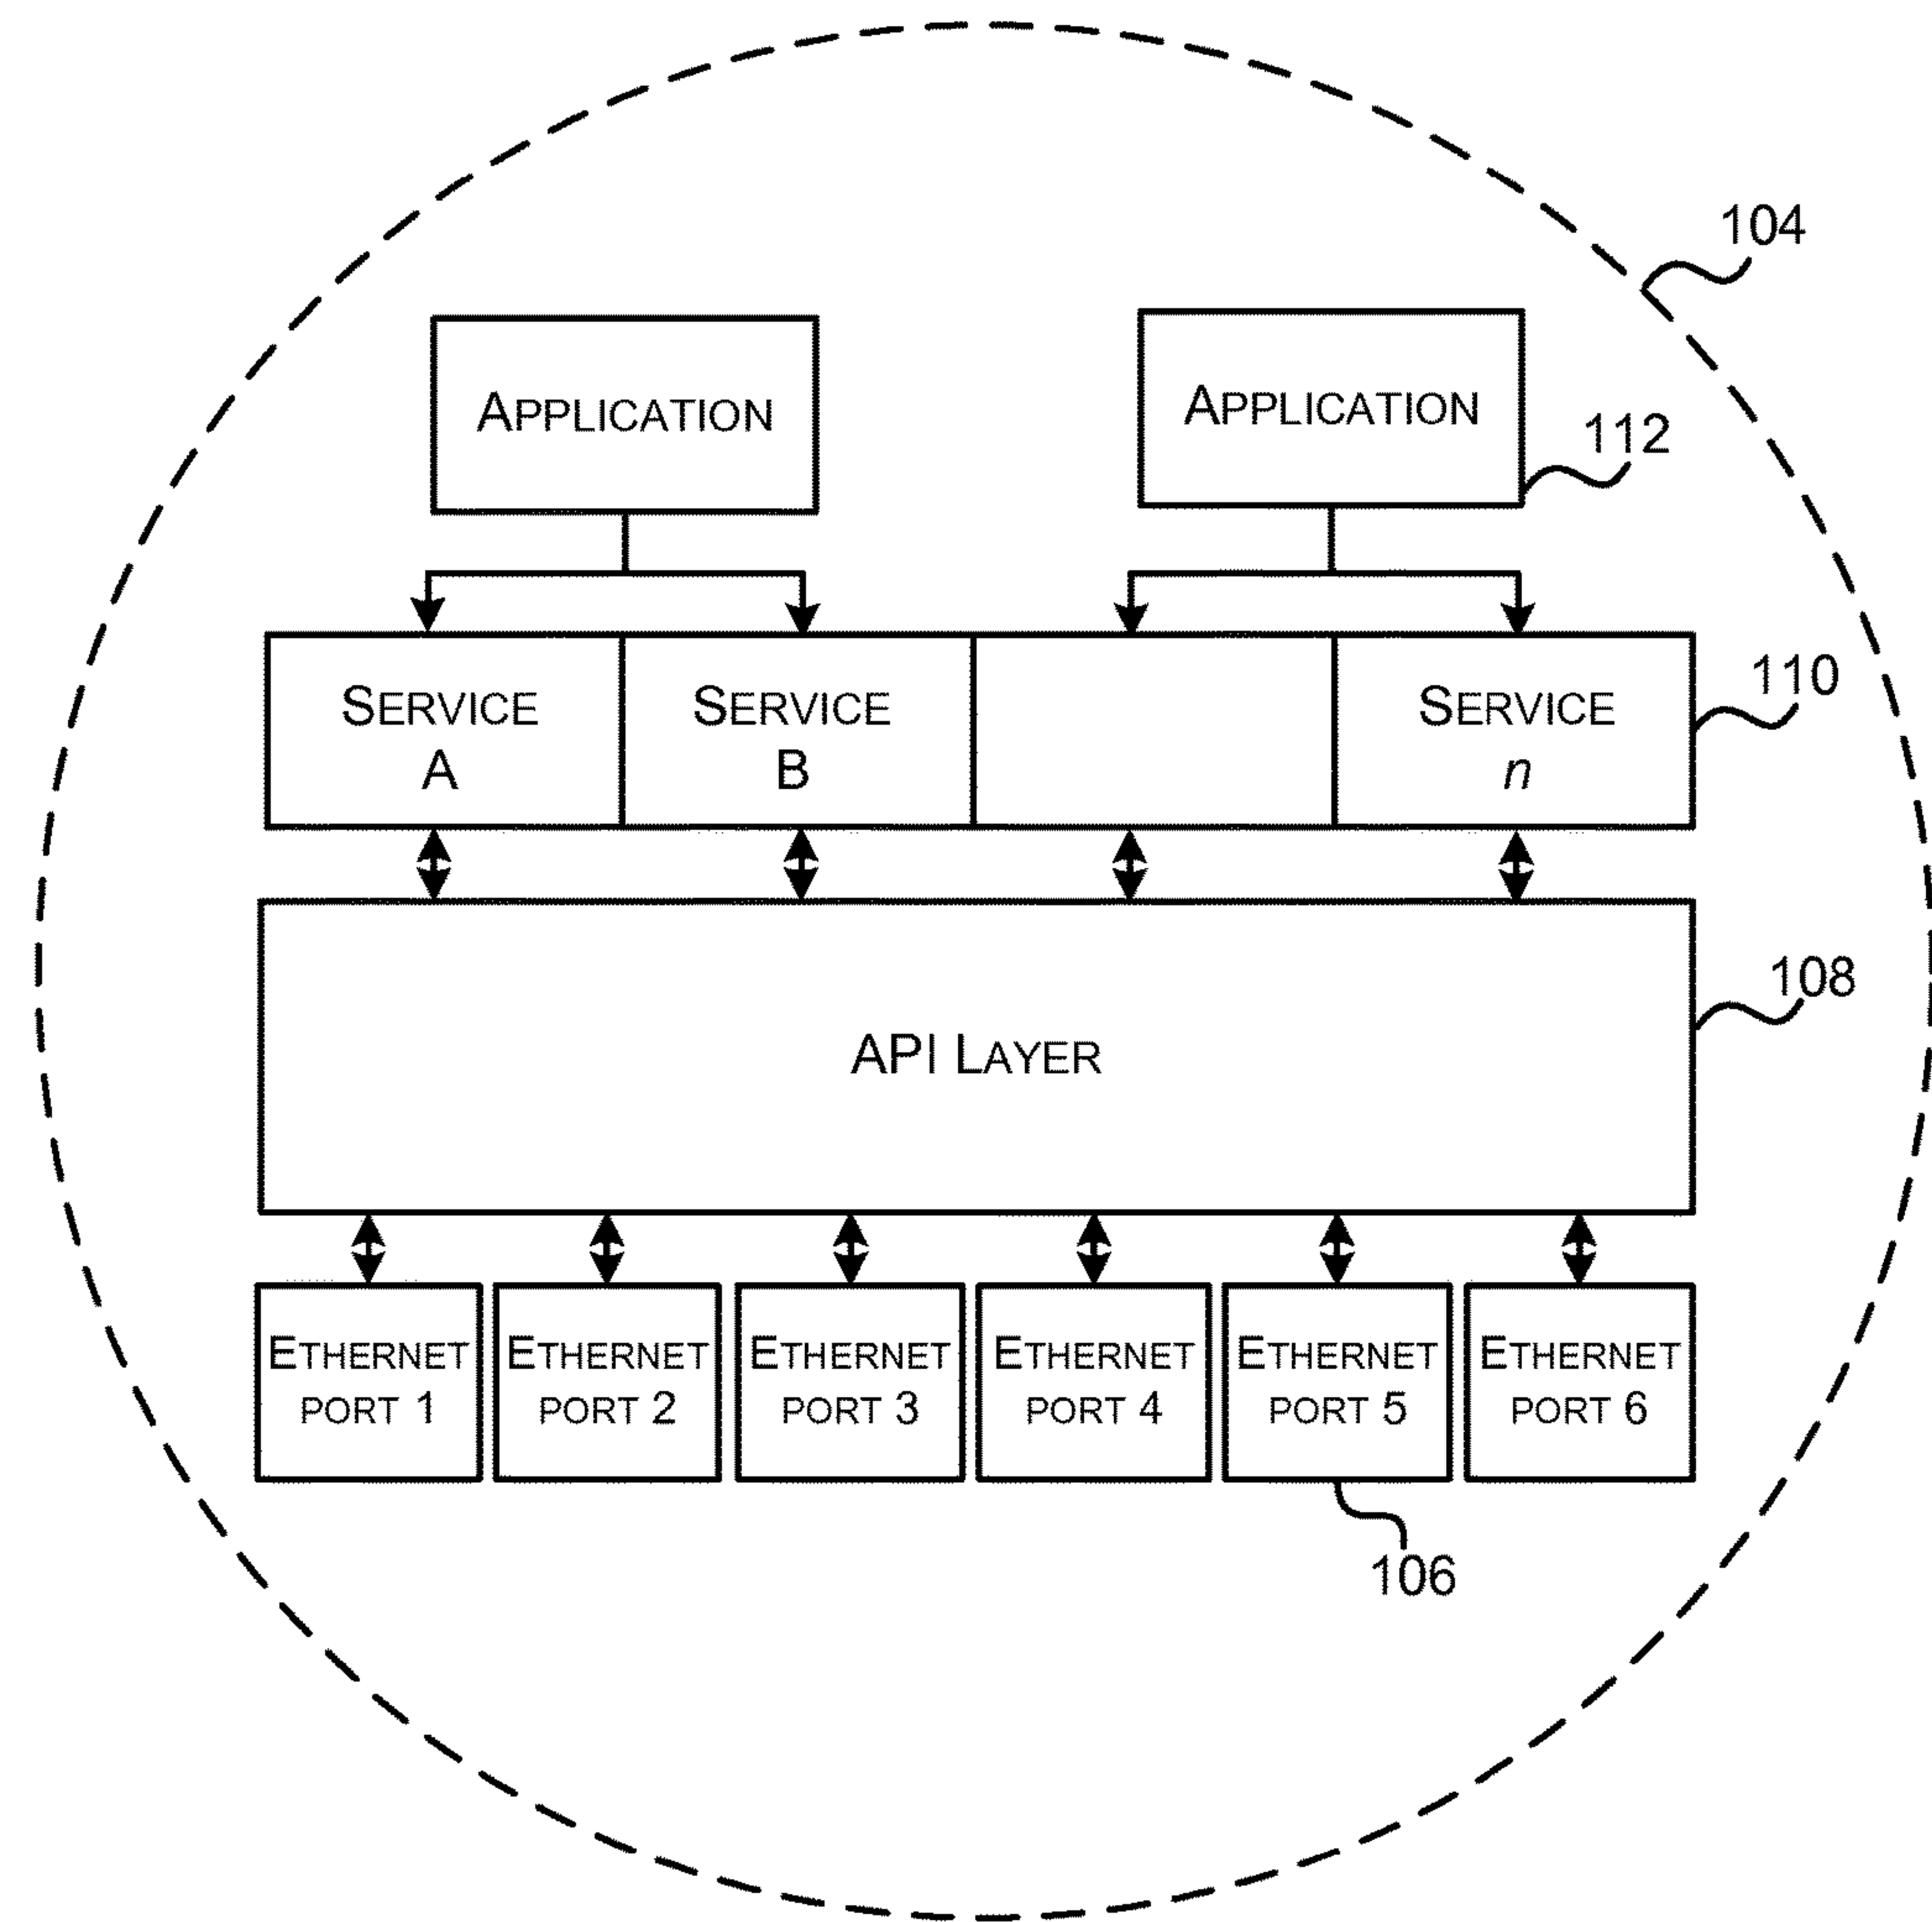 104
APPLICATION
APPLICATION
112
SERVICE
A
SERVICE
B
SERVICE
n
110
API LAYER
108
ETHERNET
PORT 1
ETHERNET
PORT 2
ETHERNET
PORT 3
ETHERNET
PORT 4
ETHERNET
PORT 5
ETHERNET
PORT 6
106